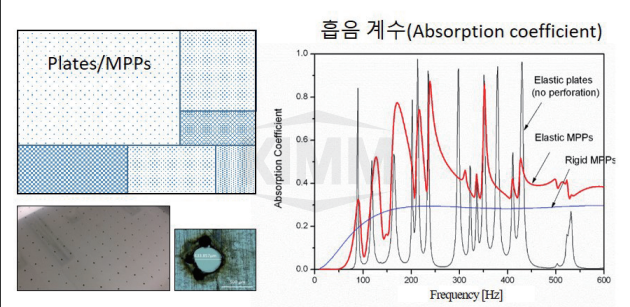 흡음 계수(Absorption coefficient)
Plates/MPPs
KIMM
1.0
0.8
0.6
0.4
0.2
0.0
Absorption Coefficient
Elastic plates
(no perforation)
Elastic MPPs
Rigid MPPs
0
100
200
300
400
500
600
Frequency [Hz]